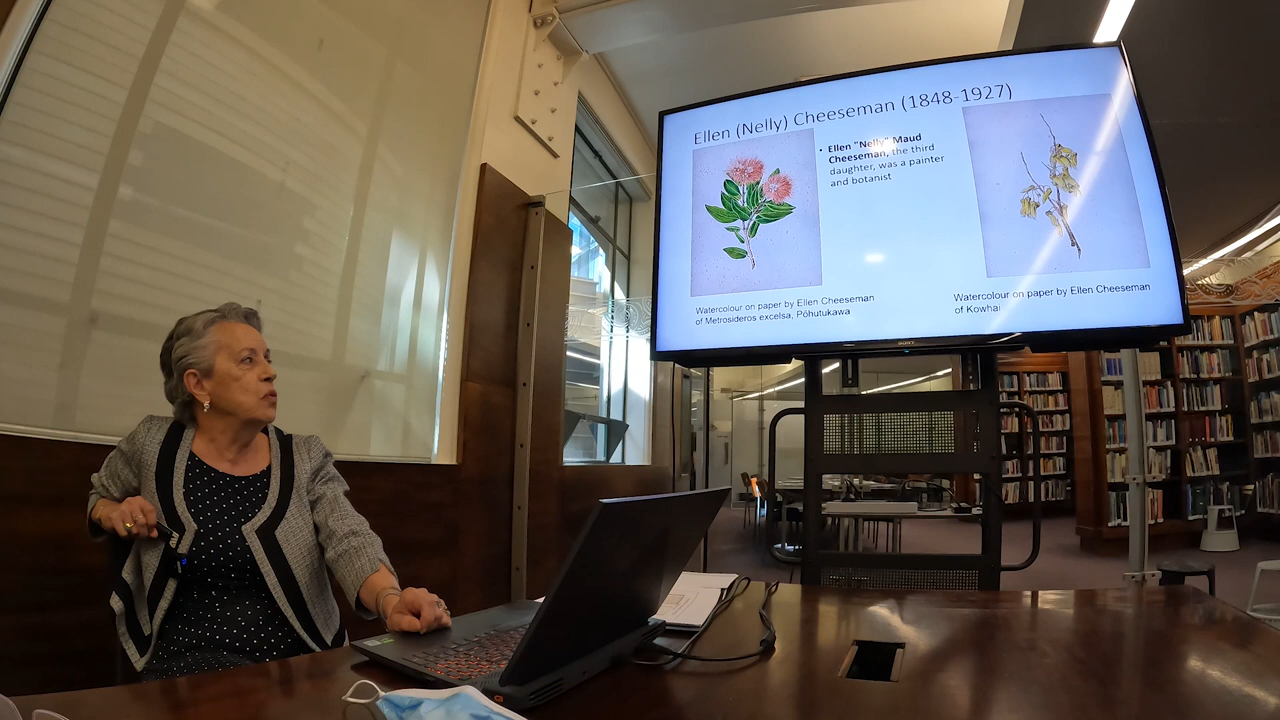 Ellen (Nelly) Cheeseman (1848-1927)
• Ellen "Nelly" Maud
Cheeseman, the third
daughter, was a painter
and botanist
Watercolour on paper by Ellen Cheeseman
of Metrosideros excelsa, Pōhutukawa
Watercolour on paper by Ellen Cheeseman
of Kowhai
SONY